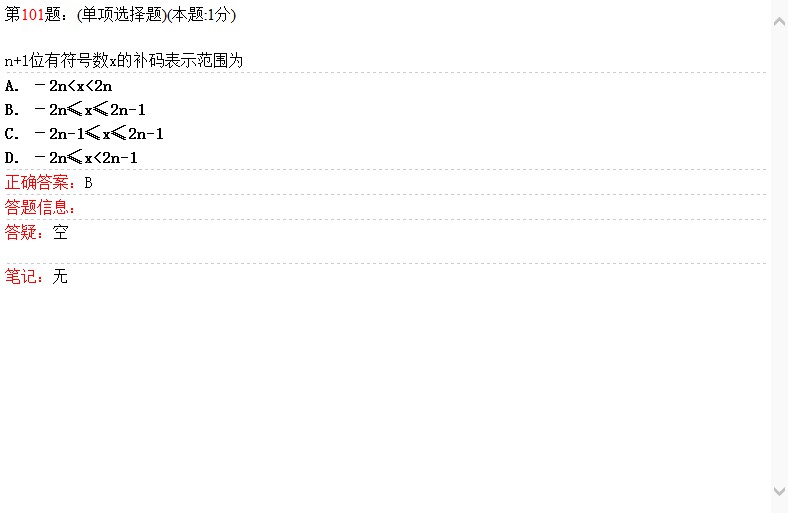 第101题：(单项选择题)(本题:1分)
n+1位有符号数x的补码表示范围为
A. －2n<x<2n
B. －2n≤x≤2n-1
C. －2n-1≤x≤2n-1
D. －2n≤x<2n-1
正确答案：B
答题信息：
答疑：空
笔记：无